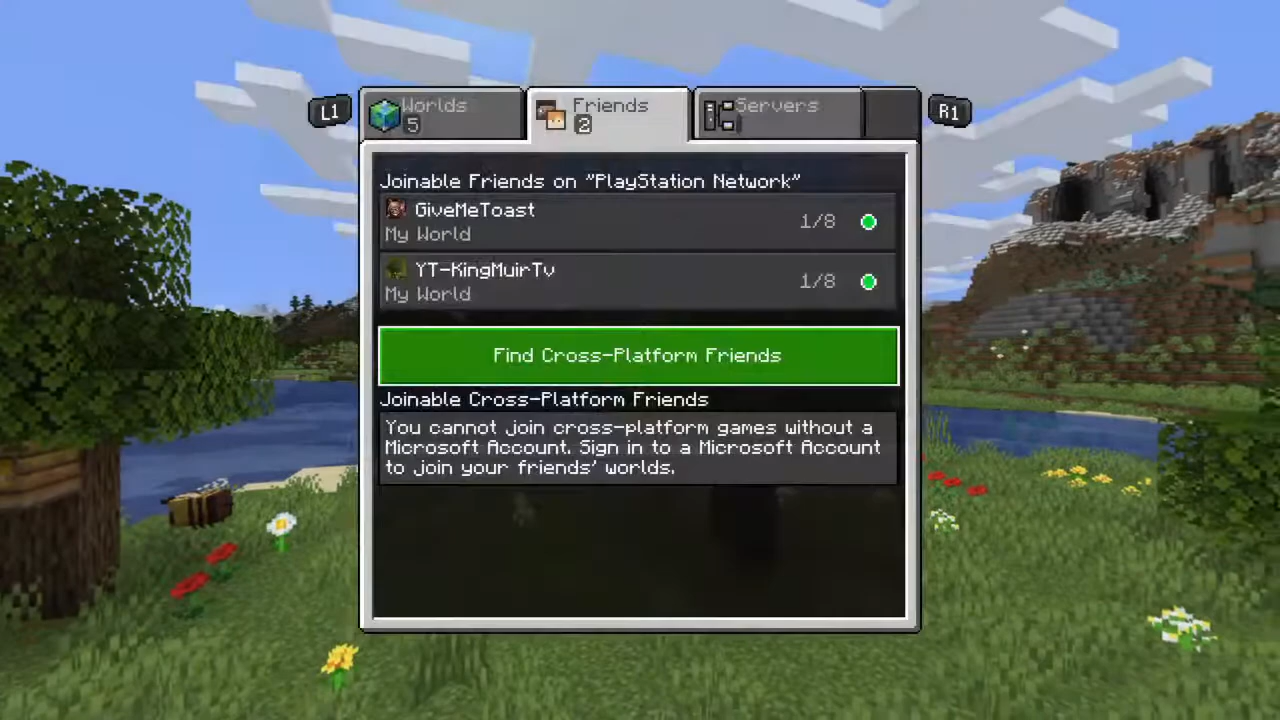 L1
Worlds
5
Friends
2
Servers
R1
Joinable Friends on "PlayStation Network"
GiveMeToast
1/8
My World
YT-KingMuirTv
1/8
My World
Find Cross-Platform Friends
Joinable Cross-Platform Friends
You cannot join cross-platform games without a
Microsoft Account. Sign in to a Microsoft Account
to join your friends' worlds.